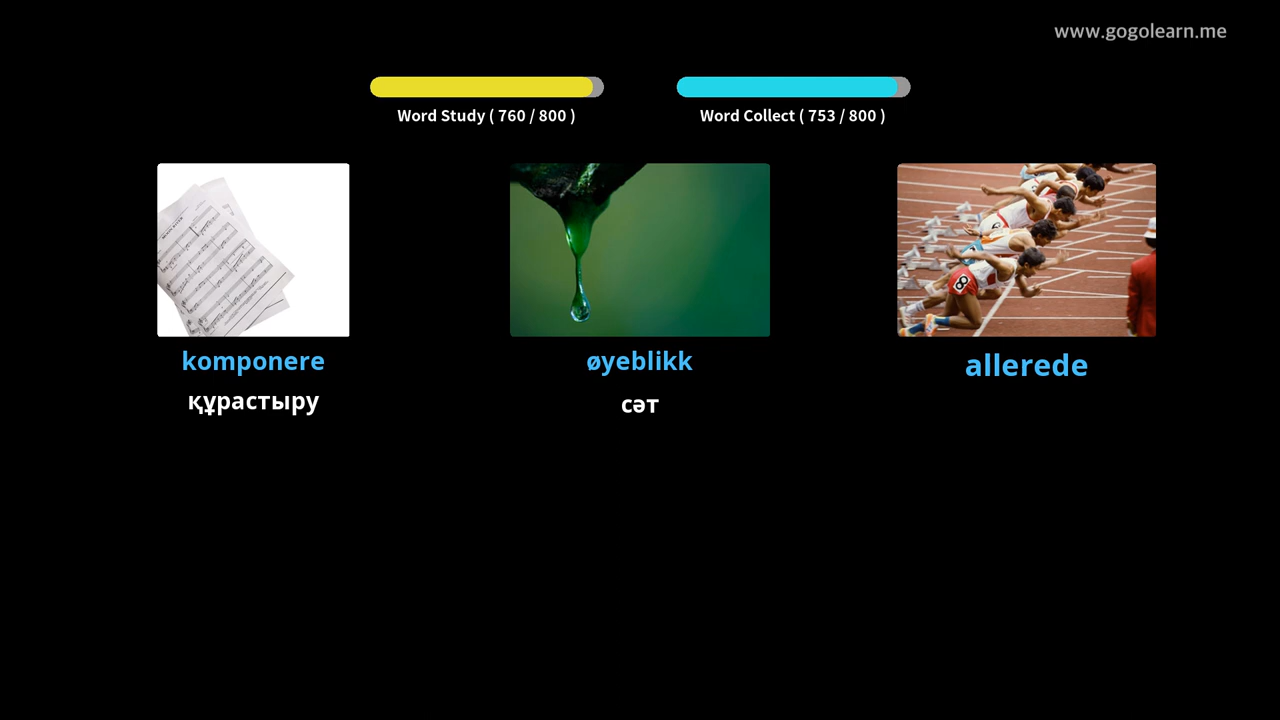 www.gogolearn.me
Word Study ( 760 / 800 )
Word Collect ( 753 / 800 )
komponere
құрастыру
øyeblikk
сәт
allerede